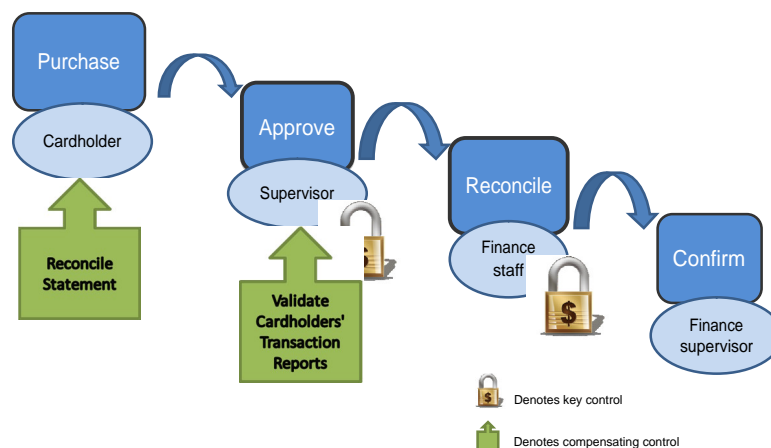 Purchase
Cardholder
Approve
Supervisor
Reconcile
Finance
staff
Confirm
Finance
supervisor
Reconcile
Statement
Validate
Cardholders'
Transaction
Reports
$
$
$
Denotes key control
Denotes compensating control